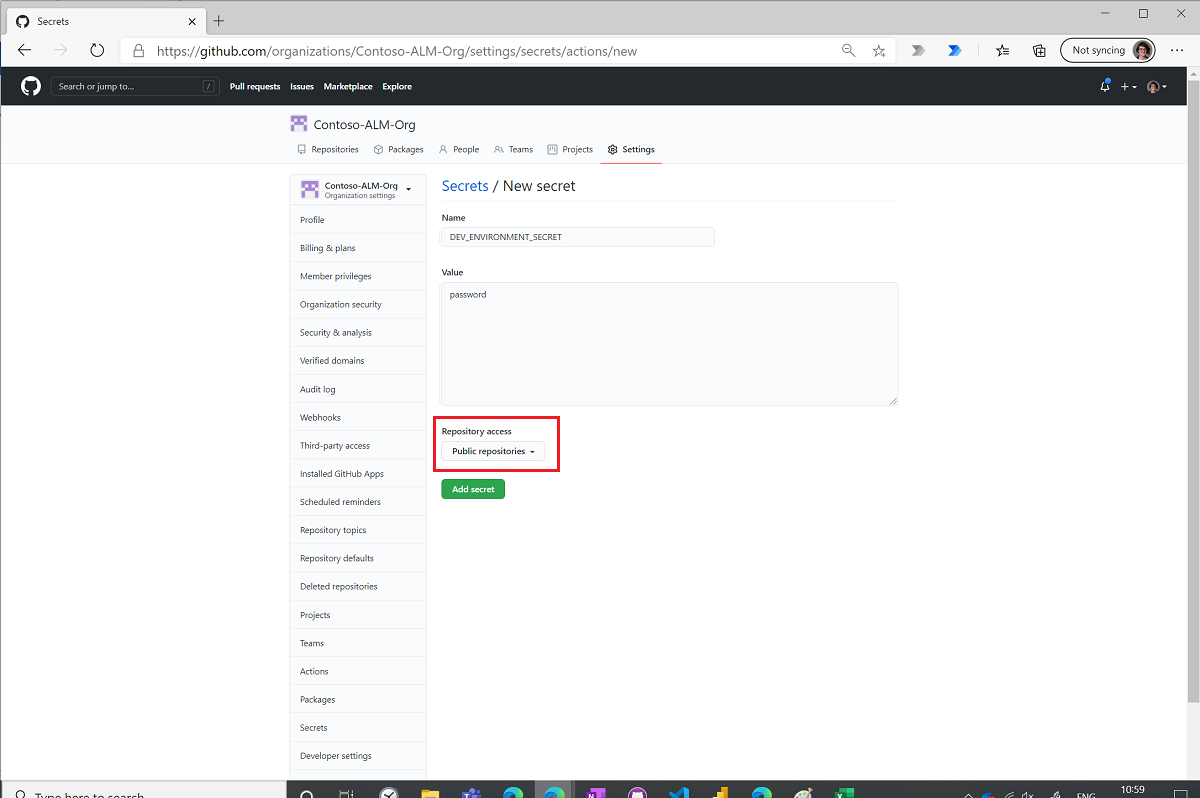 Secrets
https://github.com/organizations/Contoso-ALM-Org/settings/secrets/actions/new
Not syncing
Search or jump to... /
Pull requests Issues Marketplace Explore
Contoso-ALM-Org
Repositories Packages People Teams Projects Settings
Contoso-ALM-Org
Organization settings
Profile
Billing & plans
Member privileges
Organization security
Security & analysis
Verified domains
Audit log
Webhooks
Third-party access
Installed GitHub Apps
Scheduled reminders
Repository topics
Repository defaults
Deleted repositories
Projects
Teams
Actions
Packages
Secrets
Developer settings
Secrets / New secret
Name
DEV_ENVIRONMENT_SECRET
Value
password
Repository access
Public repositories
Add secret
Type here to search
ENG
10:59